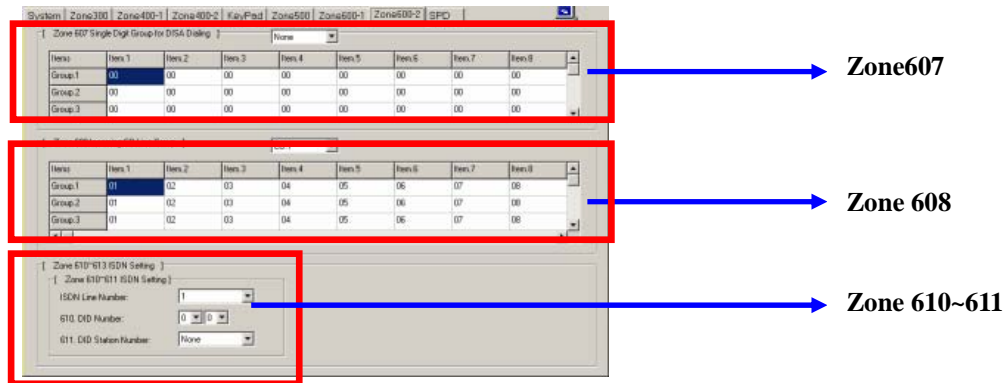 System Zone300 Zone400-1 Zone400-2 KeyPad Zone500 Zone600-1 Zone600-2 SPD
[ Zone 607 Single Digit Group for DISA Dialing ] None
Items Item.1 Item.2 Item.3 Item.4 Item.5 Item.6 Item.7 Item.8
Group.1 00 00 00 00 00 00 00 00
Zone607
Group.2 00 00 00 00 00 00 00 00
Group.3 00 00 00 00 00 00 00 00
Items Item.1 Item.2 Item.3 Item.4 Item.5 Item.6 Item.7 Item.8
Group.1 01 02 03 04 05 06 07 08
Group.2 01 02 03 04 05 06 07 08
Zone 608
Group.3 01 02 03 04 05 06 07 08
[ Zone 610~613 ISDN Setting ]
[ Zone 610~611 ISDN Setting ]
ISDN Line Number: 1
Zone 610~611
610. DID Number: 0 0
611. DID Station Number: None